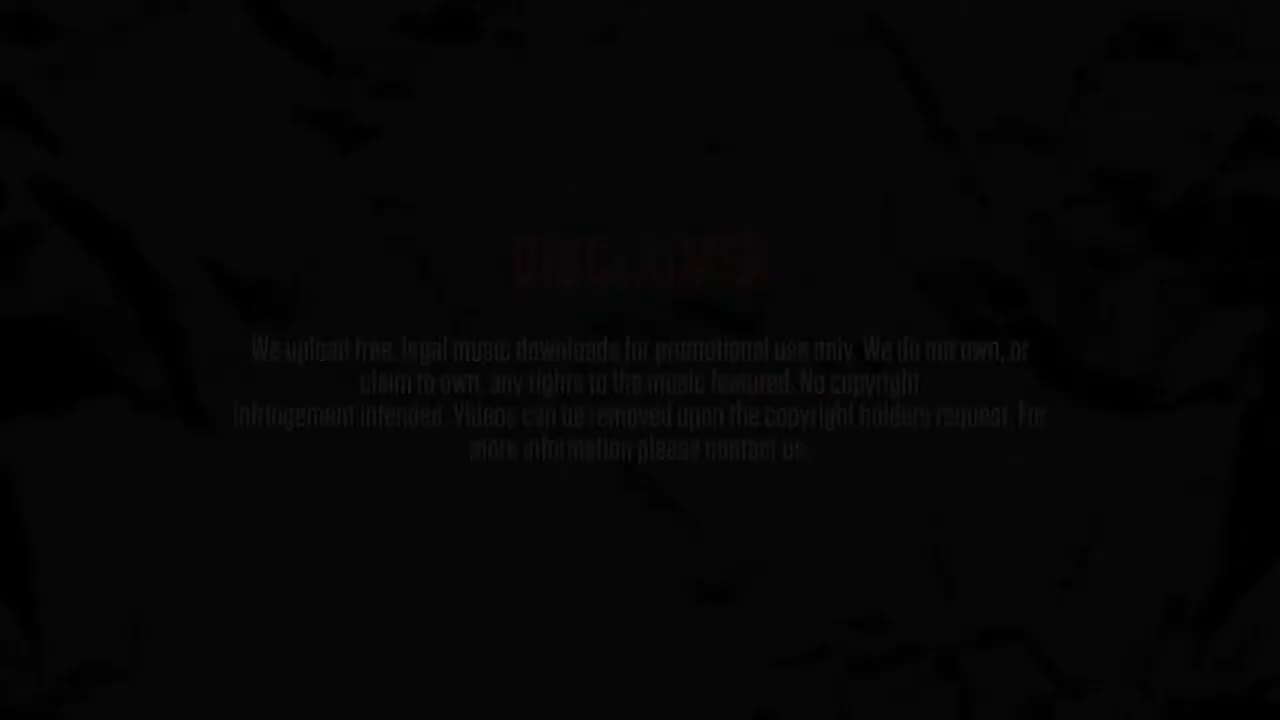 DISCLAIMER
We upload free, legal music downloads for promotional use only. We do not own, or
claim to own, any rights to the music featured. No copyright
infringement intended. Videos can be removed upon the copyright holders request. For
more information please contact us.